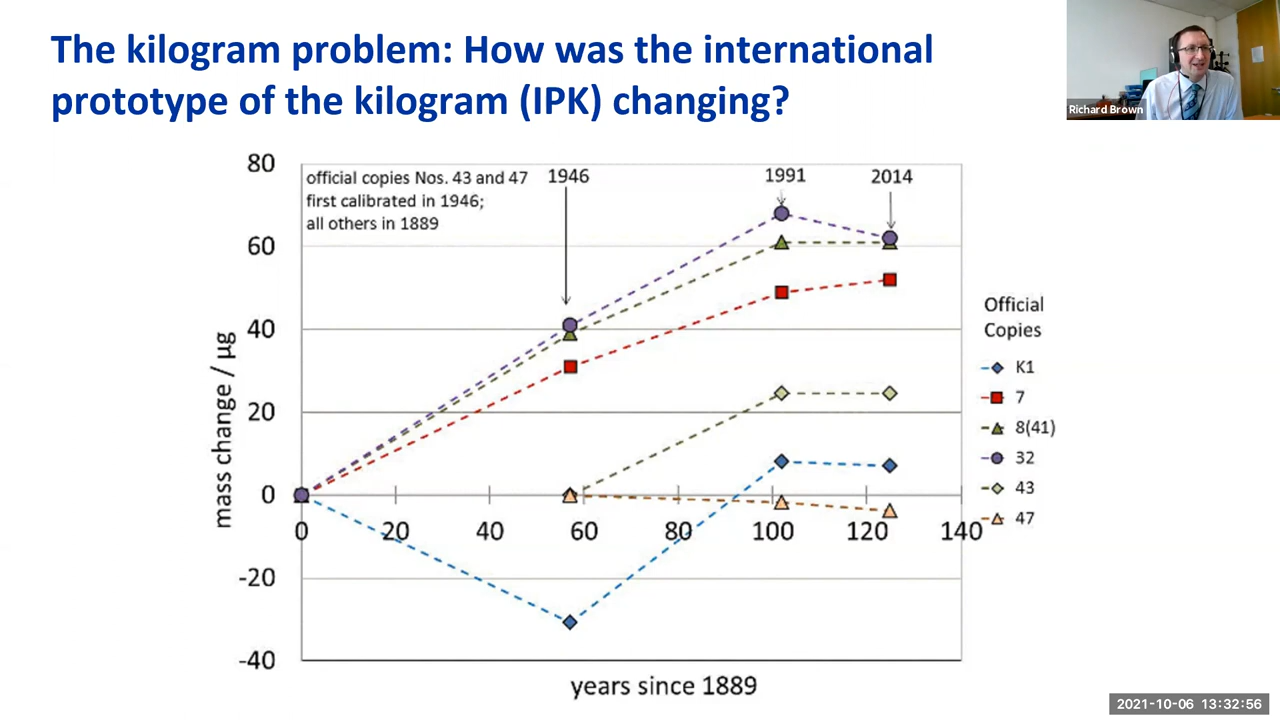 The kilogram problem: How was the international
prototype of the kilogram (IPK) changing?
Richard Brown
80
60
40
20
0
-20
-40
mass change / µg
official copies Nos. 43 and 47
first calibrated in 1946;
all others in 1889
1946
1991
2014
0 20 40 60 80 100 120 140
years since 1889
Official
Copies
K1
7
8(41)
32
43
47
2021-10-06 13:32:56